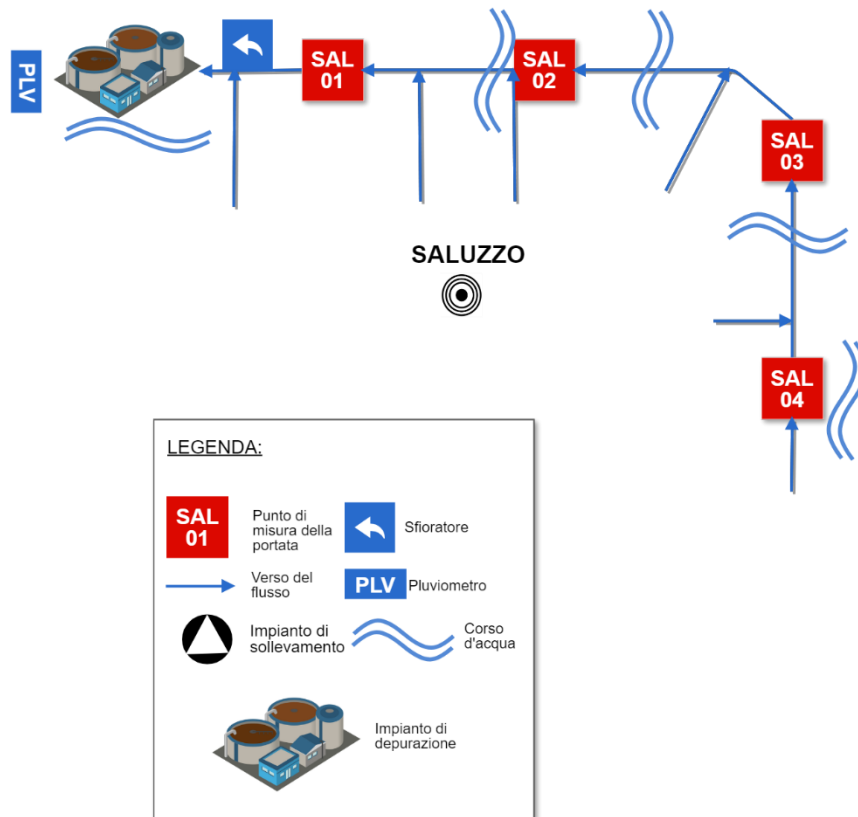 PLV
SAL
01
SAL
02
SAL
03
SALUZZO
SAL
04
LEGENDA:
SAL
01
Punto di
misura della
portata
Sfioratore
Verso del
flusso
PLV
Pluviometro
Impianto di
sollevamento
Corso
d'acqua
Impianto di
depurazione